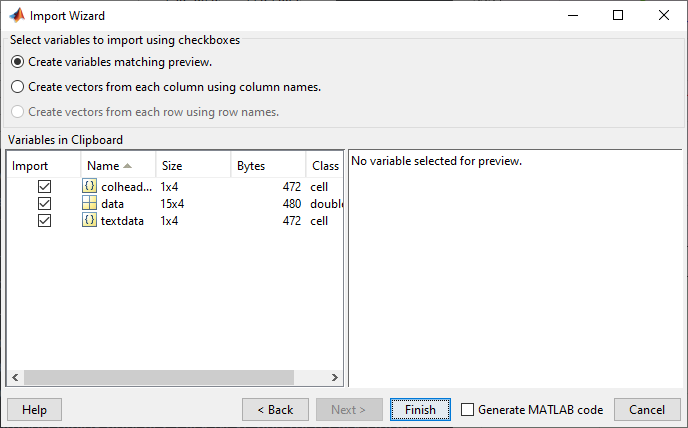 Import Wizard
Select variables to import using checkboxes
Create variables matching preview.
Create vectors from each column using column names.
Create vectors from each row using row names.
Variables in Clipboard
Import Name Size Bytes Class
colhead... 1x4 472 cell
data 15x4 480 double
textdata 1x4 472 cell
No variable selected for preview.
Help < Back Next > Finish Generate MATLAB code Cancel